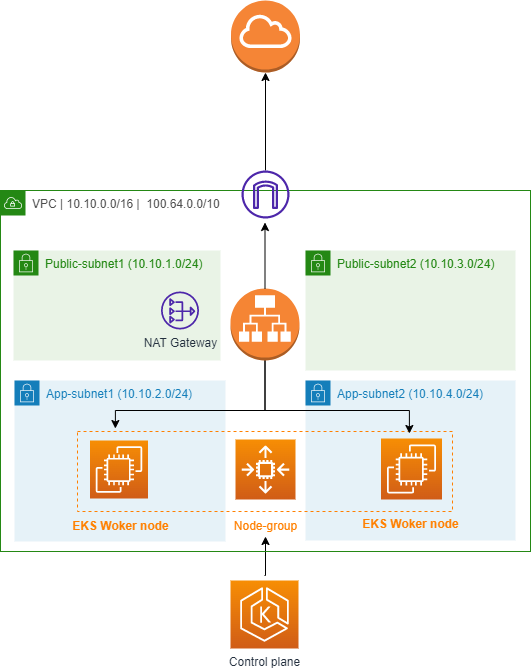 VPC | 10.10.0.0/16 | 100.64.0.0/10
Public-subnet1 (10.10.1.0/24)
Public-subnet2 (10.10.3.0/24)
NAT Gateway
App-subnet1 (10.10.2.0/24)
App-subnet2 (10.10.4.0/24)
EKS Woker node
Node-group
EKS Woker node
K
Control plane